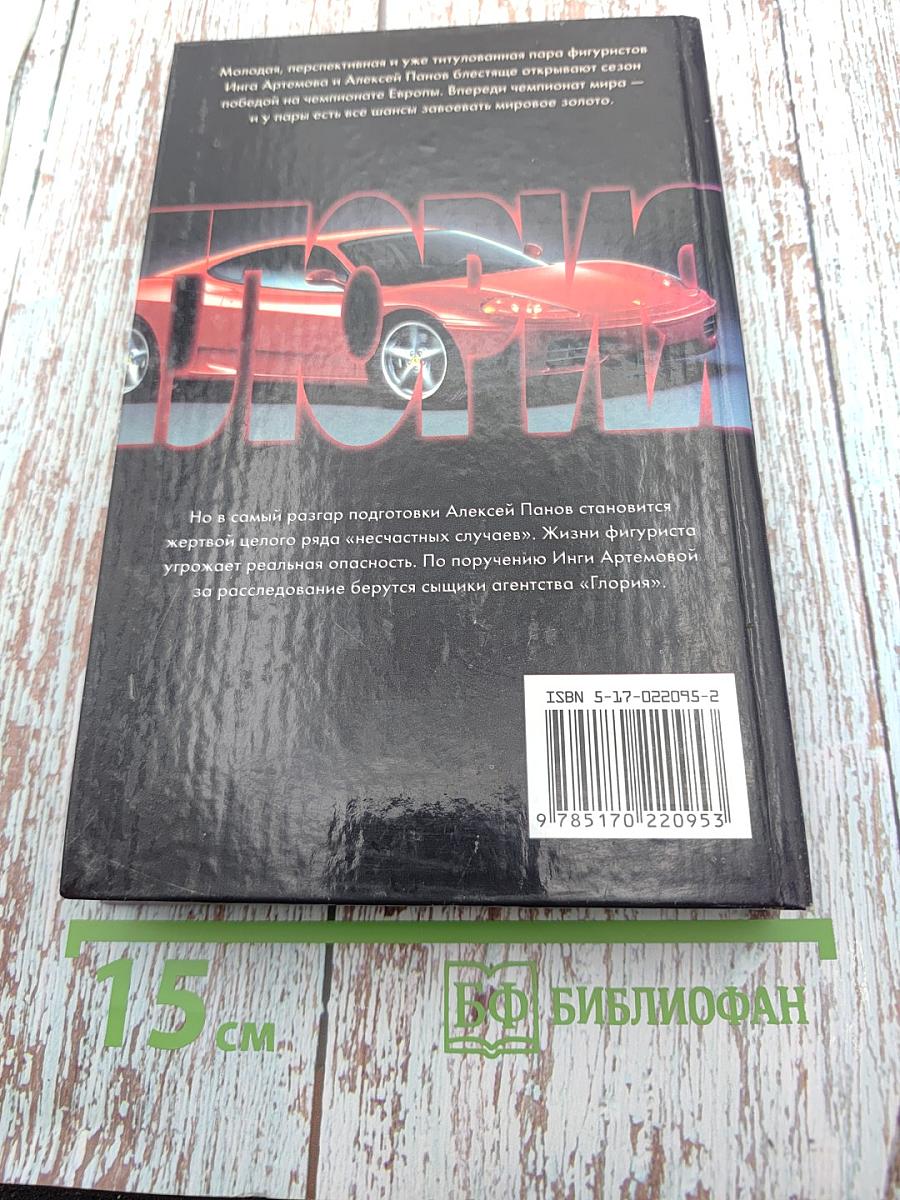 Молодая, перспективная и уже титулованная пара фигуристов
Инга Артемова и Алексей Панов блестяще открывают сезон
победой на чемпионате Европы. Впереди чемпионат мира —
и у пары есть все шансы завоевать мировое золото.
ГЛОРИЯ
Но в самый разгар подготовки Алексей Панов становится
жертвой целого ряда «несчастных случаев». Жизни фигуриста
угрожает реальная опасность. По поручению Инги Артемовой
за расследование берутся сыщики агентства «Глория».
ISBN 5-17-022095-2
9 785170 220953
15 см
БФ БИБЛИОФАН